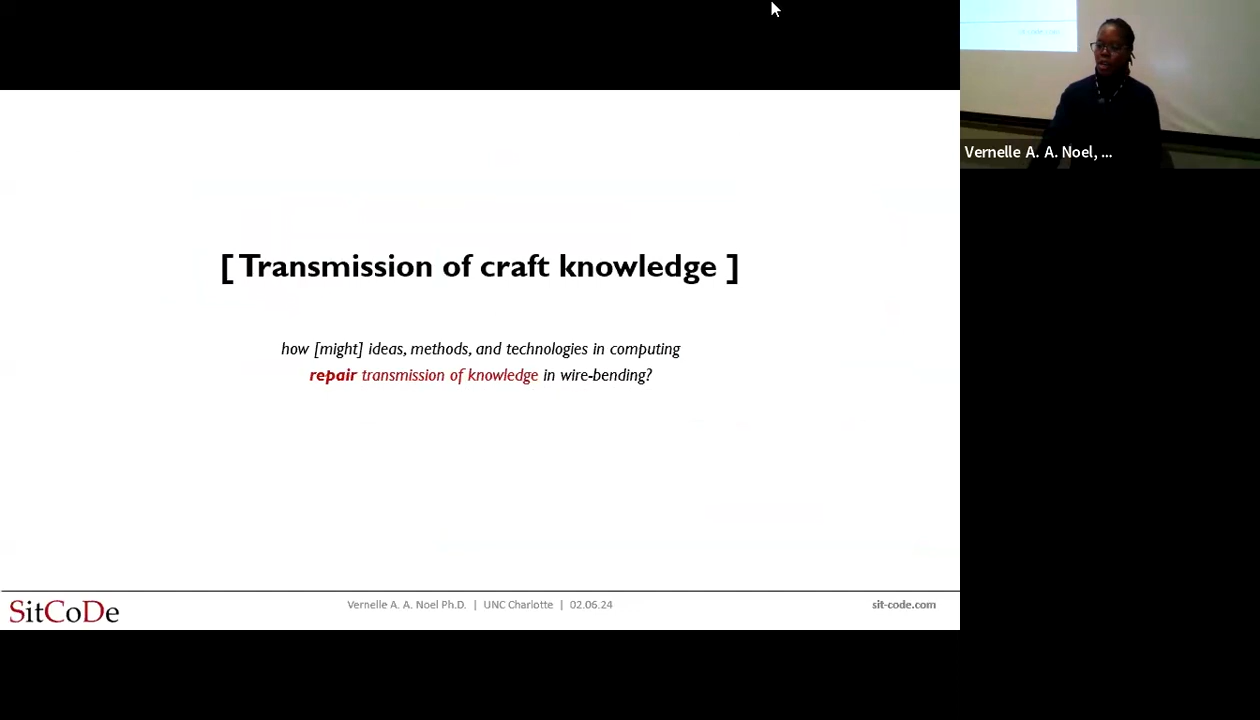 Vernelle A. A. Noel, ...
[ Transmission of craft knowledge ]
how [might] ideas, methods, and technologies in computing
repair transmission of knowledge in wire-bending?
SitCoDe
Vernelle A. A. Noel Ph.D. | UNC Charlotte | 02.06.24
sit-code.com